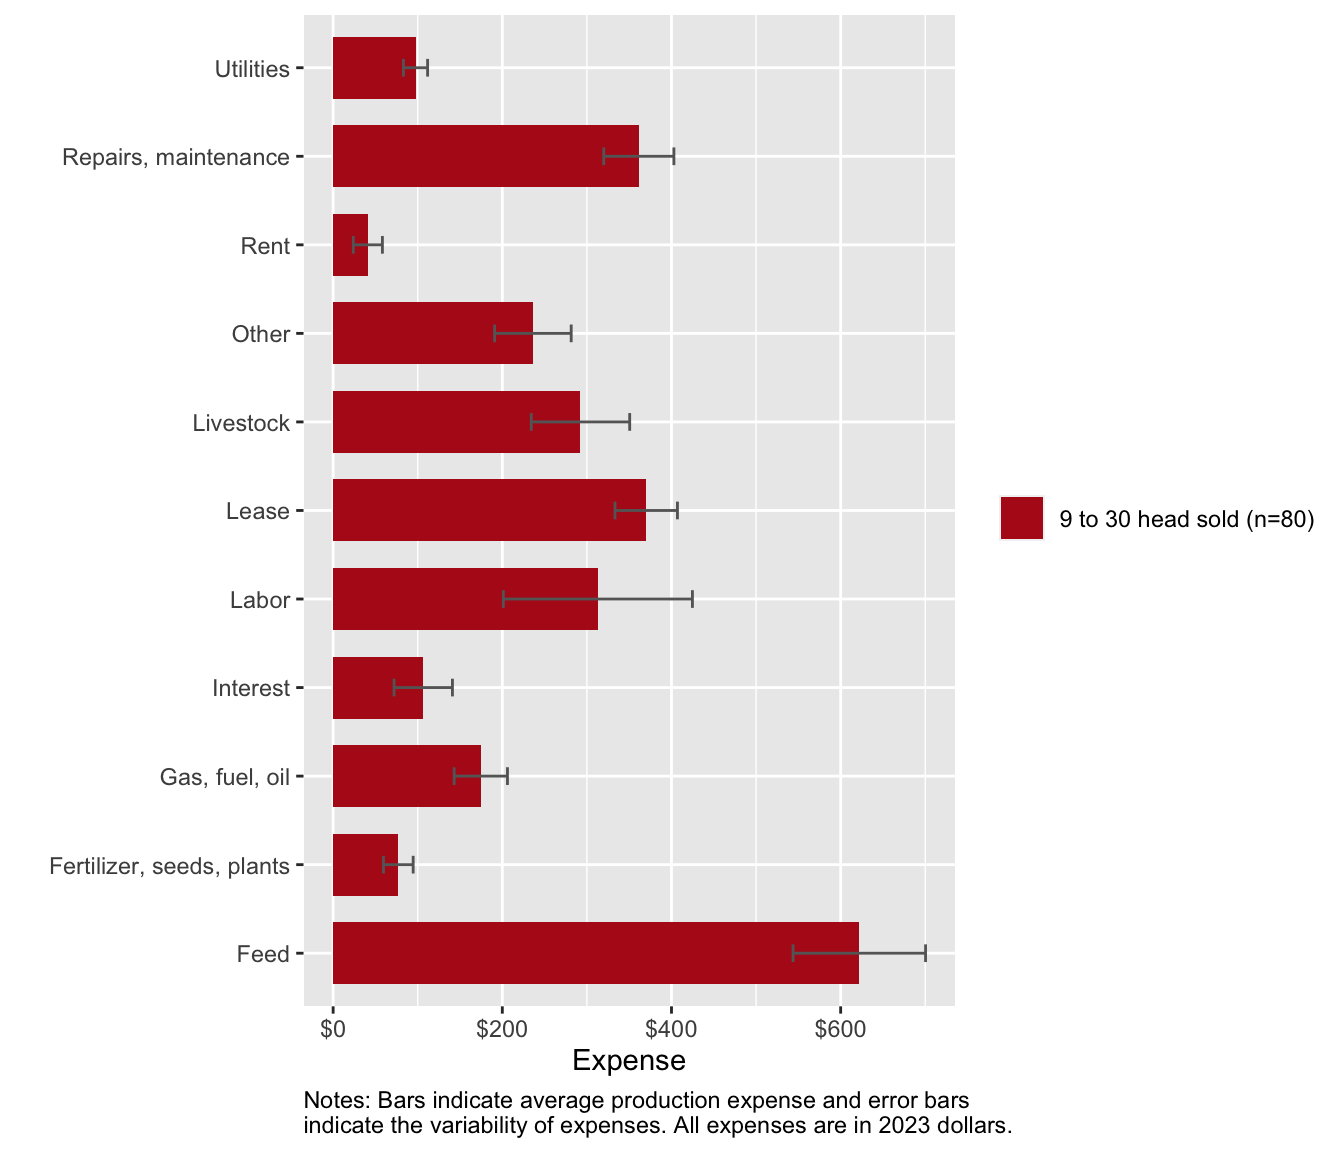 Utilities
Repairs, maintenance
Rent
Other
Livestock
Lease
Labor
Interest
Gas, fuel, oil
Fertilizer, seeds, plants
Feed
$0 $200 $400 $600
Expense
9 to 30 head sold (n=80)
Notes: Bars indicate average production expense and error bars
indicate the variability of expenses. All expenses are in 2023 dollars.